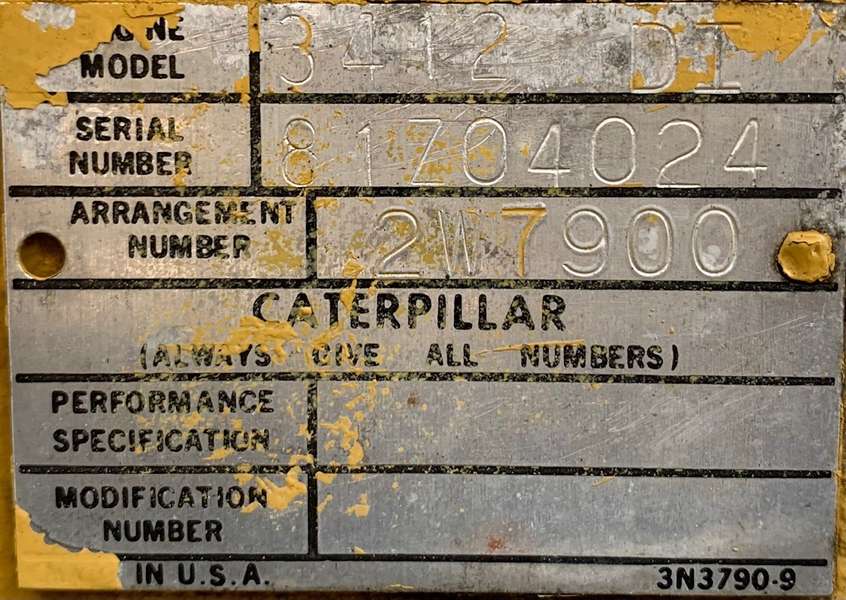 MODEL 3412 DI
SERIAL
NUMBER 81Z04024
ARRANGEMENT
NUMBER 2W7900
CATERPILLAR
(ALWAYS GIVE ALL NUMBERS)
PERFORMANCE
SPECIFICATION
MODIFICATION
NUMBER
IN U.S.A. 3N3790-9